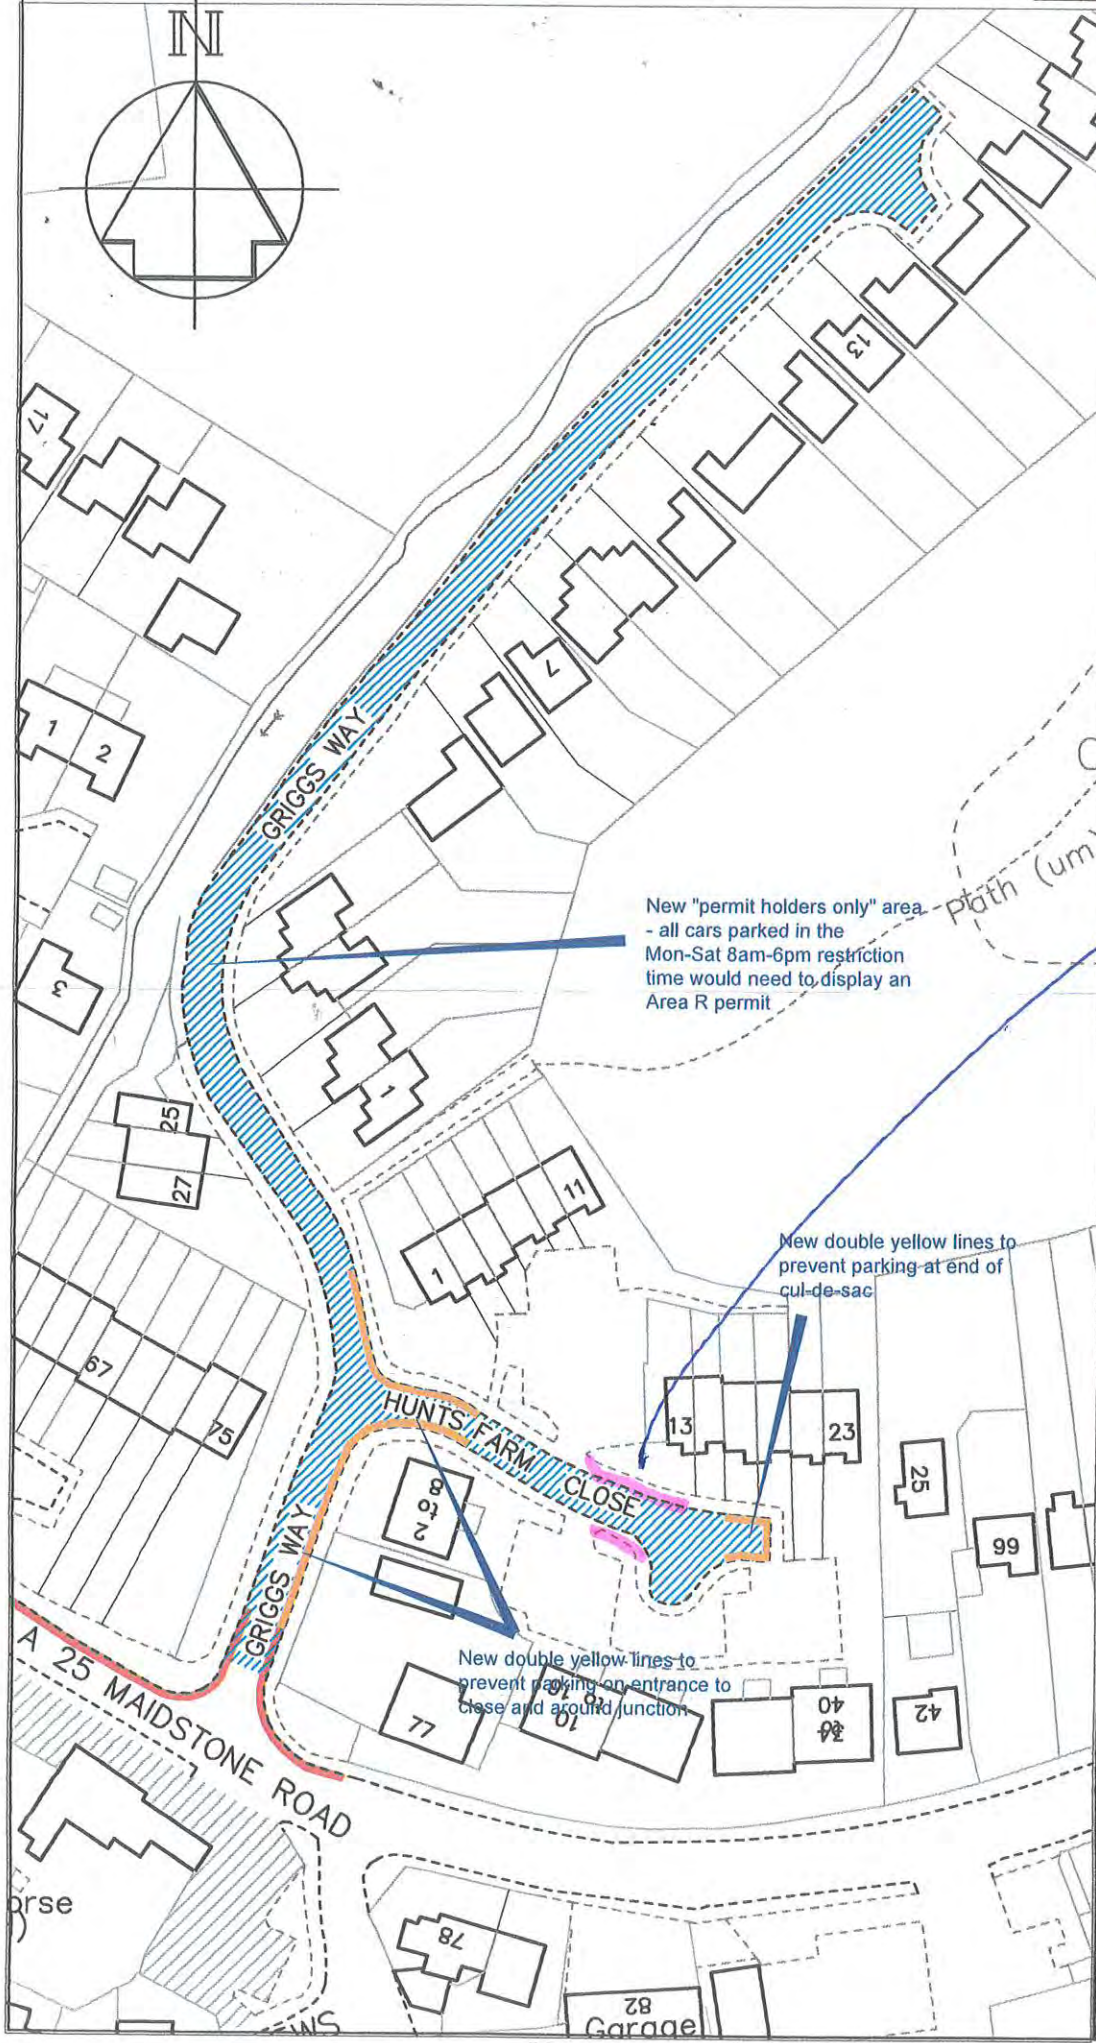 N
17
13
1
2
7
GRIGGS WAY
New "permit holders only" area
- all cars parked in the
Mon-Sat 8am-6pm restriction
time would need to display an
Area R permit
Path (um)
3
1
25
27
11
1
New double yellow lines to
prevent parking at end of
cul-de-sac
67
75
HUNTS FARM CLOSE
13
23
25
2 to 8
66
GRIGGS WAY
New double yellow lines to
prevent parking on entrance to
close and around junction
A 25 MAIDSTONE ROAD
77
10
40
42
orse
)
78
82
Garage
EWS